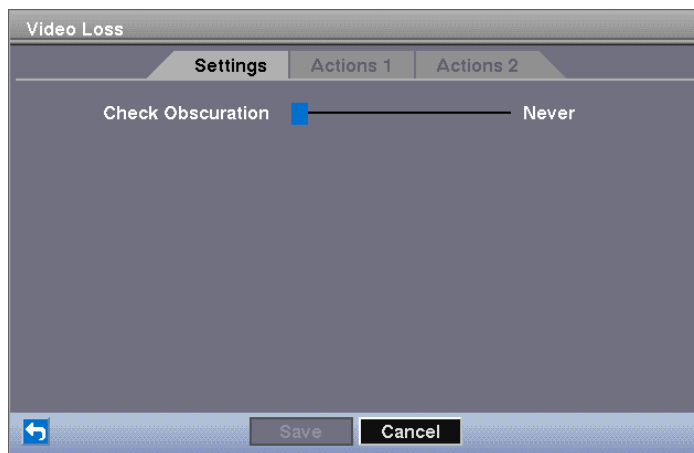 Video Loss
Settings Actions 1 Actions 2
Check Obscuration Never
Save Cancel